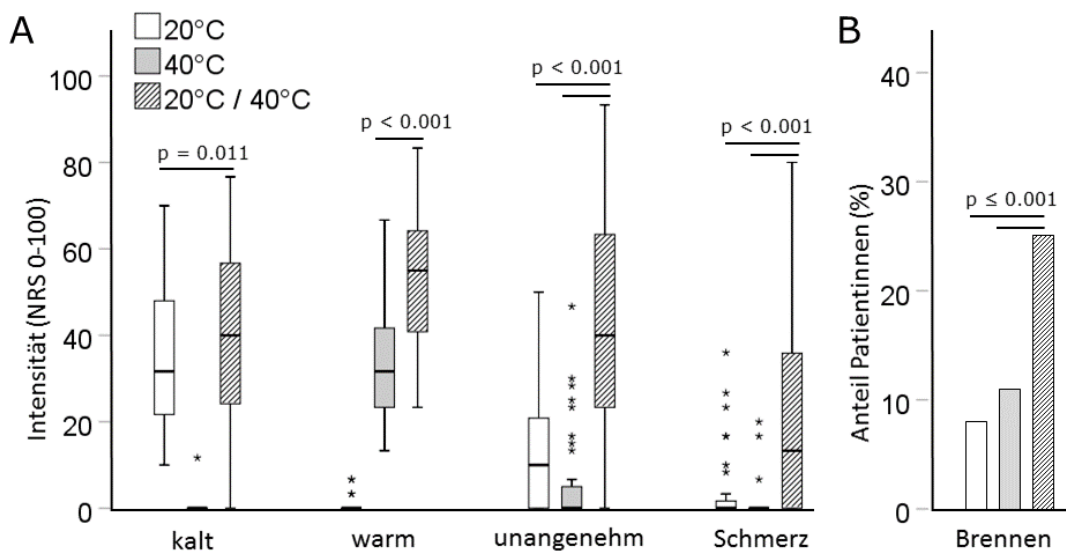 A
20°C
40°C
20°C / 40°C
Intensität (NRS 0-100)
100
80
60
40
20
0
p = 0.011
p < 0.001
p < 0.001
p < 0.001
kalt
warm
unangenehm
Schmerz
B
Anteil Patientinnen (%)
40
30
20
10
0
p ≤ 0.001
Brennen